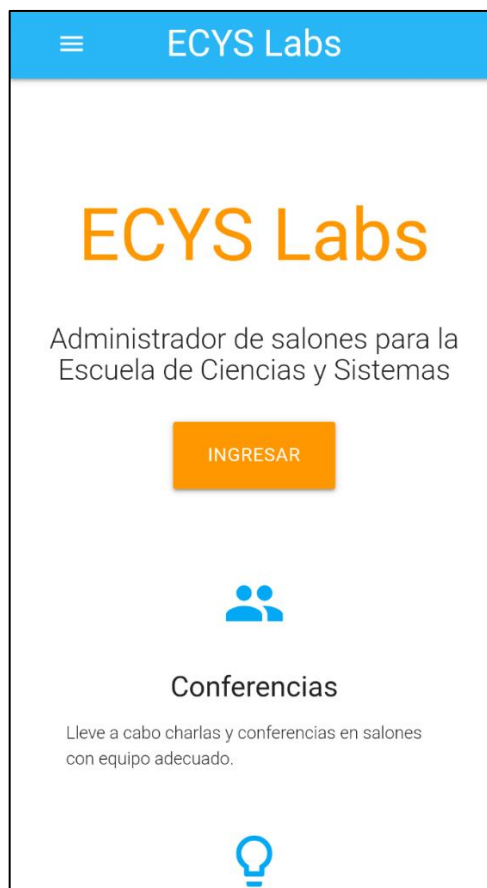 ECYS Labs
ECYS Labs
Administrador de salones para la
Escuela de Ciencias y Sistemas
INGRESAR
Conferencias
Lleve a cabo charlas y conferencias en salones
con equipo adecuado.